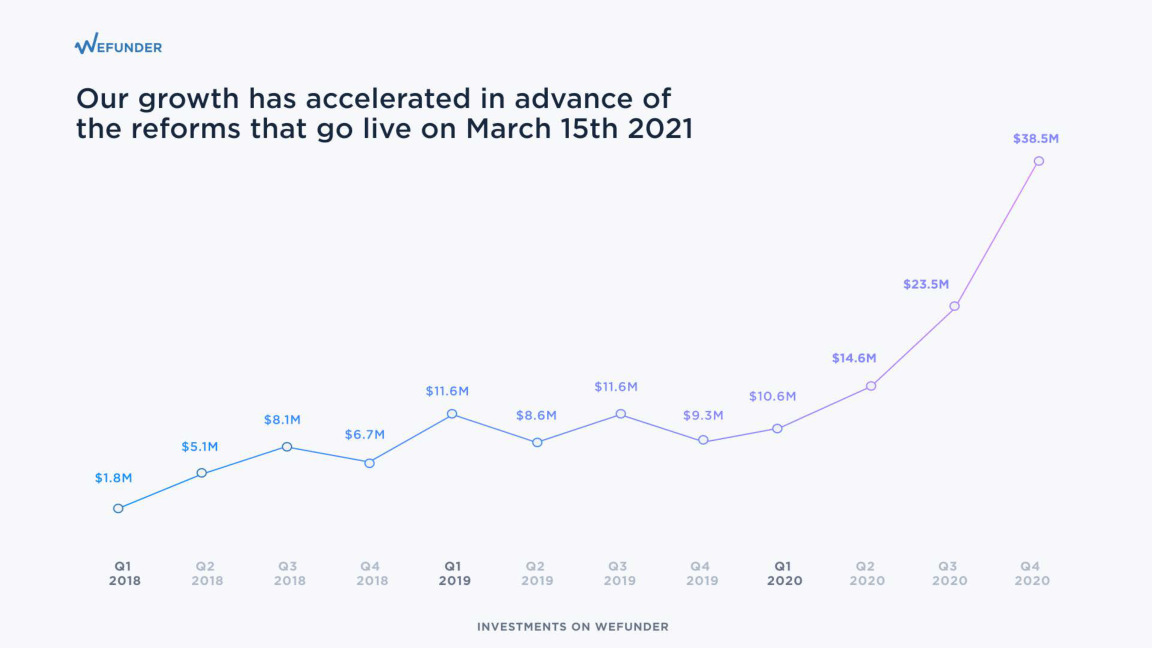 WEFUNDER
Our growth has accelerated in advance of
the reforms that go live on March 15th 2021
$1.8M
$5.1M
$8.1M
$6.7M
$11.6M
$8.6M
$11.6M
$9.3M
$10.6M
$14.6M
$23.5M
$38.5M
Q1
2018
Q2
2018
Q3
2018
Q4
2018
Q1
2019
Q2
2019
Q3
2019
Q4
2019
Q1
2020
Q2
2020
Q3
2020
Q4
2020
INVESTMENTS ON WEFUNDER